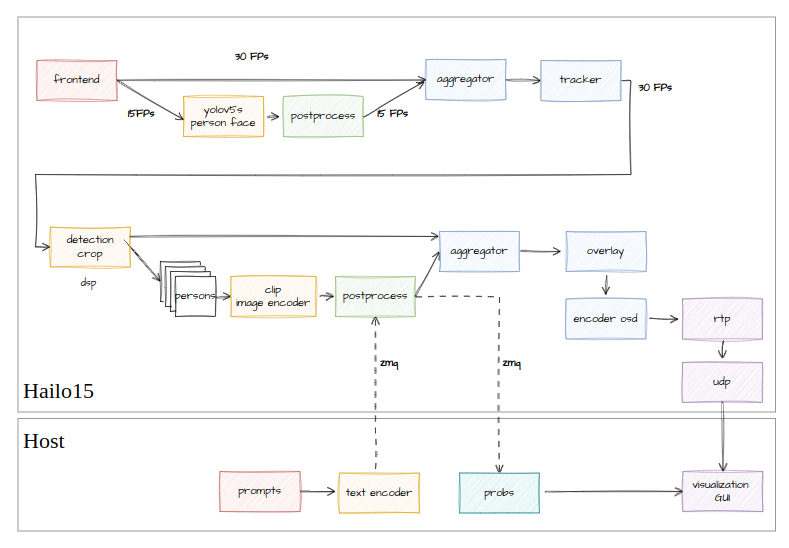 30 FPs
frontend
aggregator
tracker
30 FPs
15FPs
yolov5s
person face
postprocess
15 FPs
detection
crop
dsp
persons
clip
image encoder
postprocess
aggregator
overlay
encoder osd
rtp
udp
zmq
zmq
Hailo15
Host
prompts
text encoder
probs
visualization
GUI